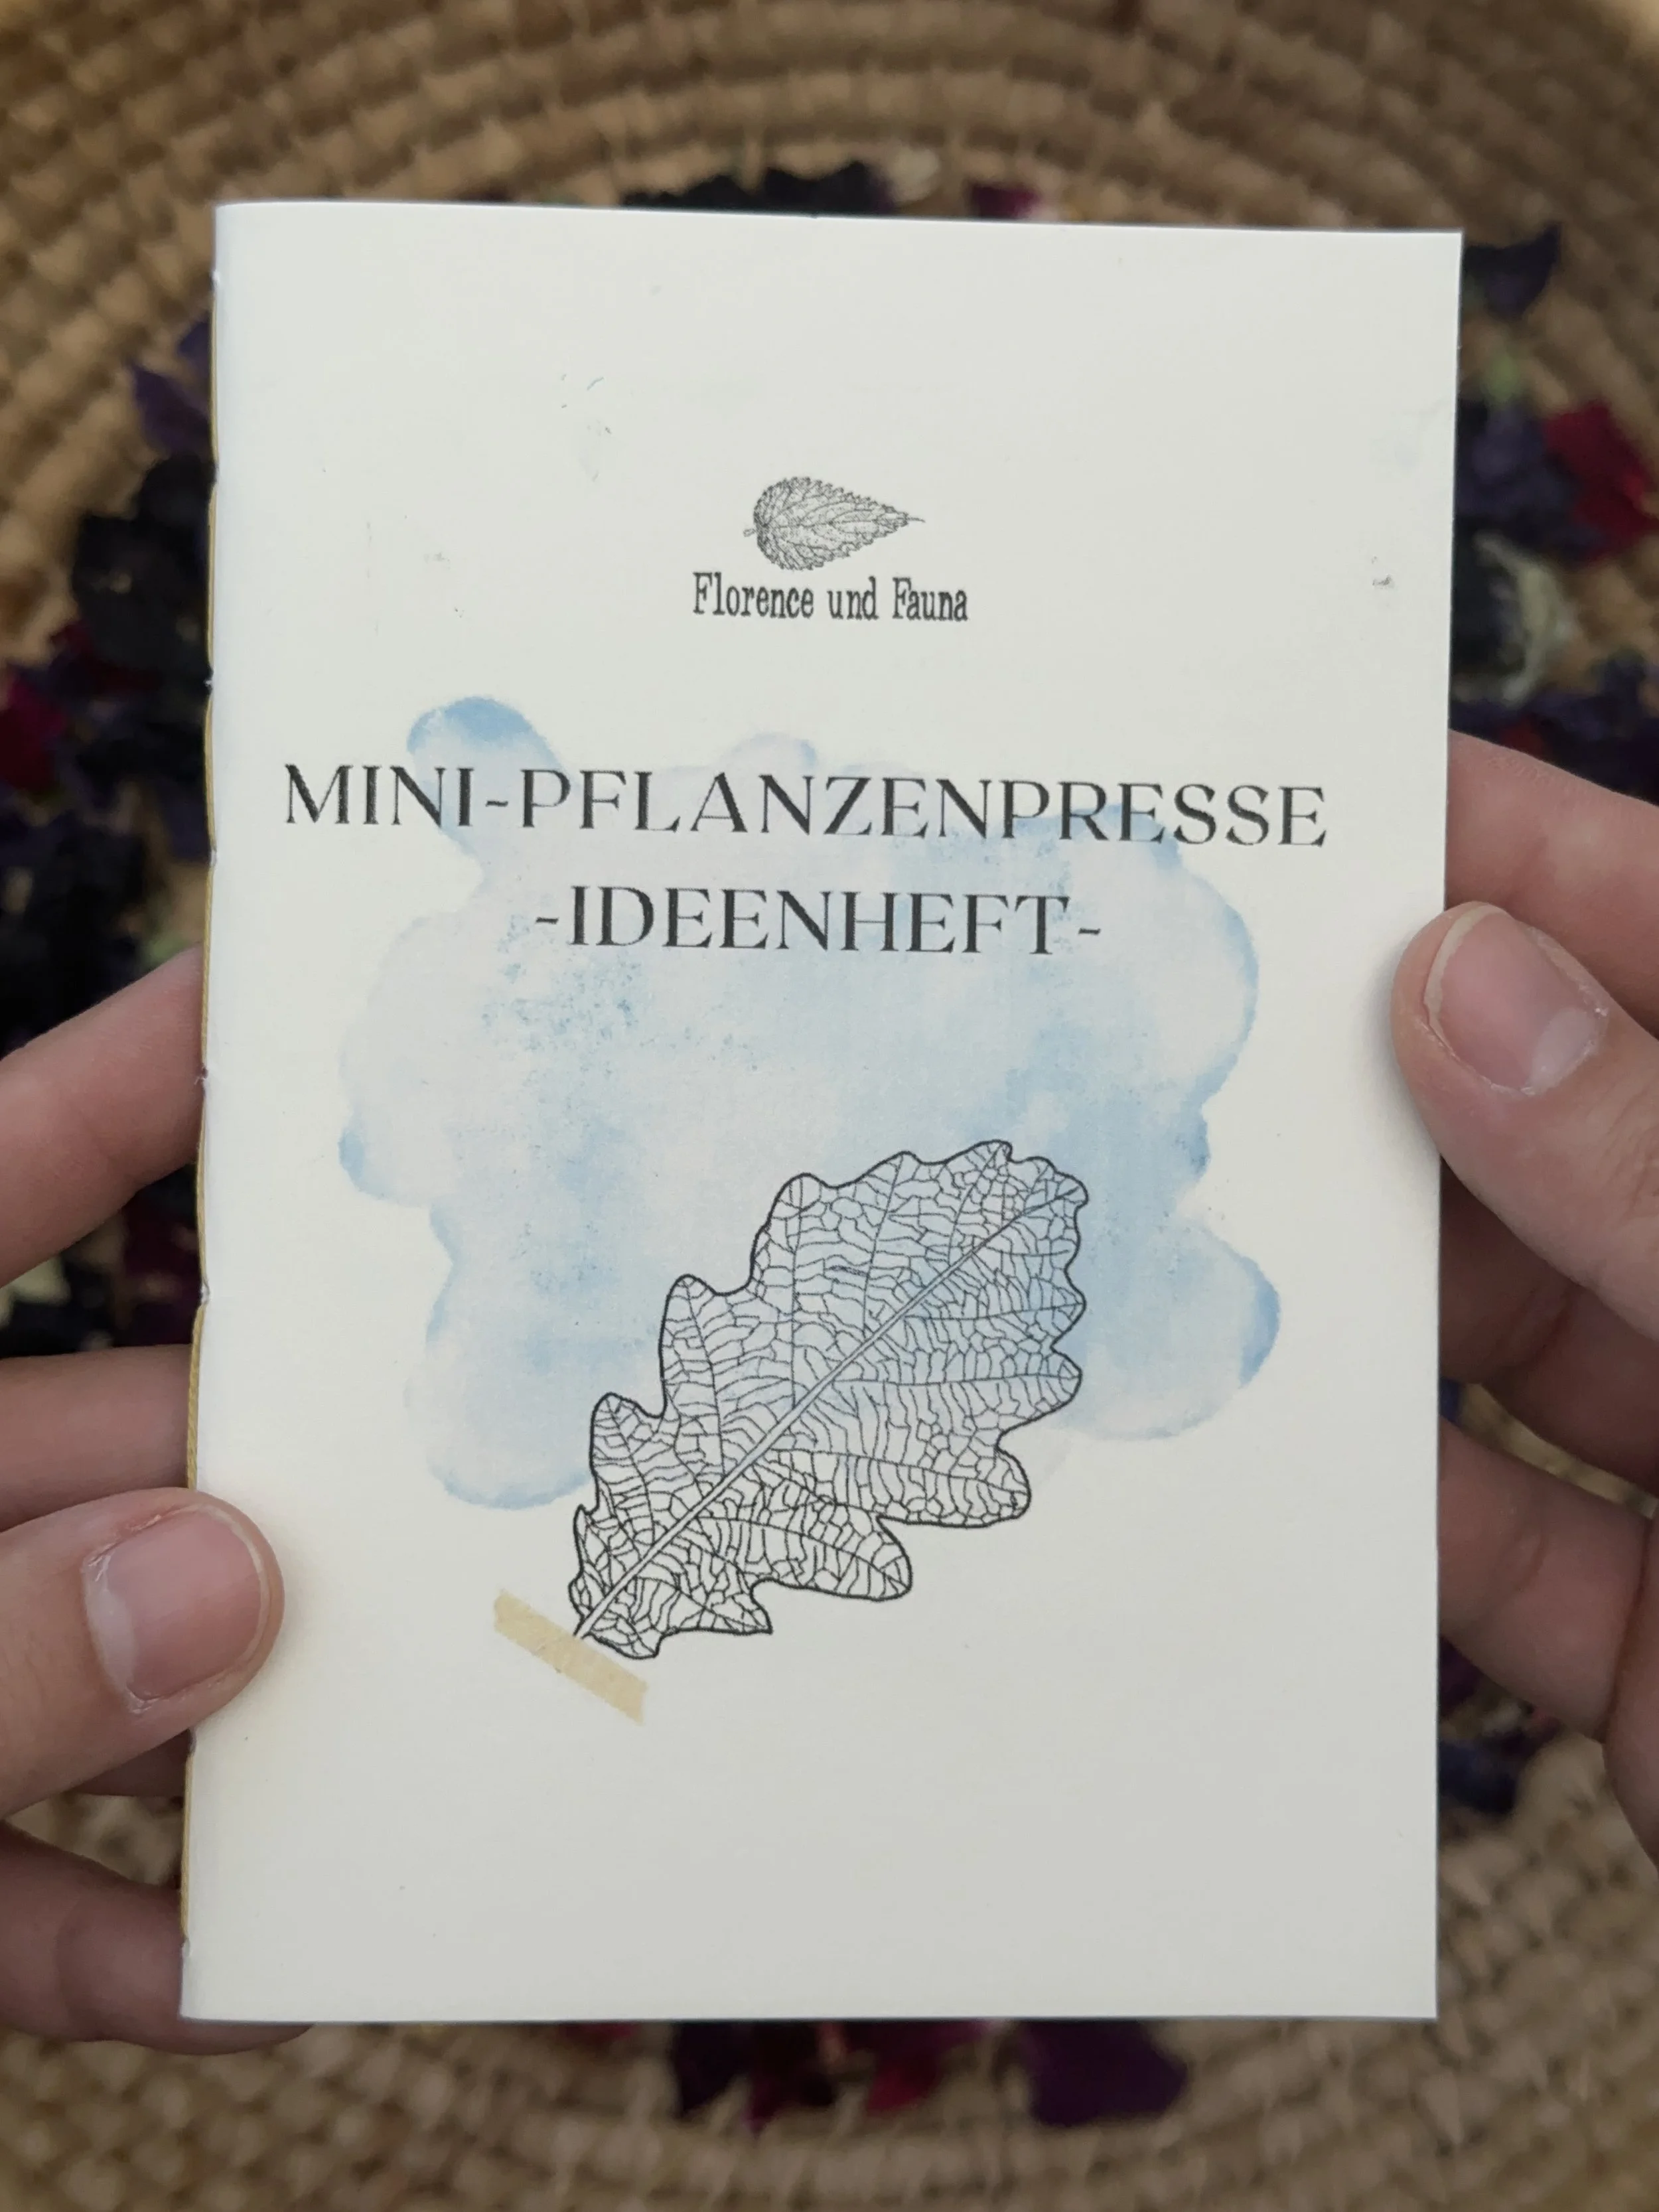 Florence und Fauna
MINI-PFLANZENPRESSE
-IDEENHEFT-